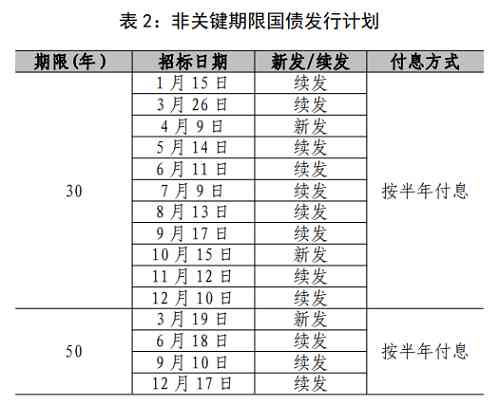 表 2：非关键期限国债发行计划
期限(年) 招标日期 新发/续发 付息方式
1 月 15 日 续发
3 月 26 日 续发
4 月 9 日 新发
5 月 14 日 续发
6 月 11 日 续发
30 7 月 9 日 续发 按半年付息
8 月 13 日 续发
9 月 17 日 续发
10 月 15 日 新发
11 月 12 日 续发
12 月 10 日 续发
3 月 19 日 新发
50 6 月 18 日 续发 按半年付息
9 月 10 日 续发
12 月 17 日 续发